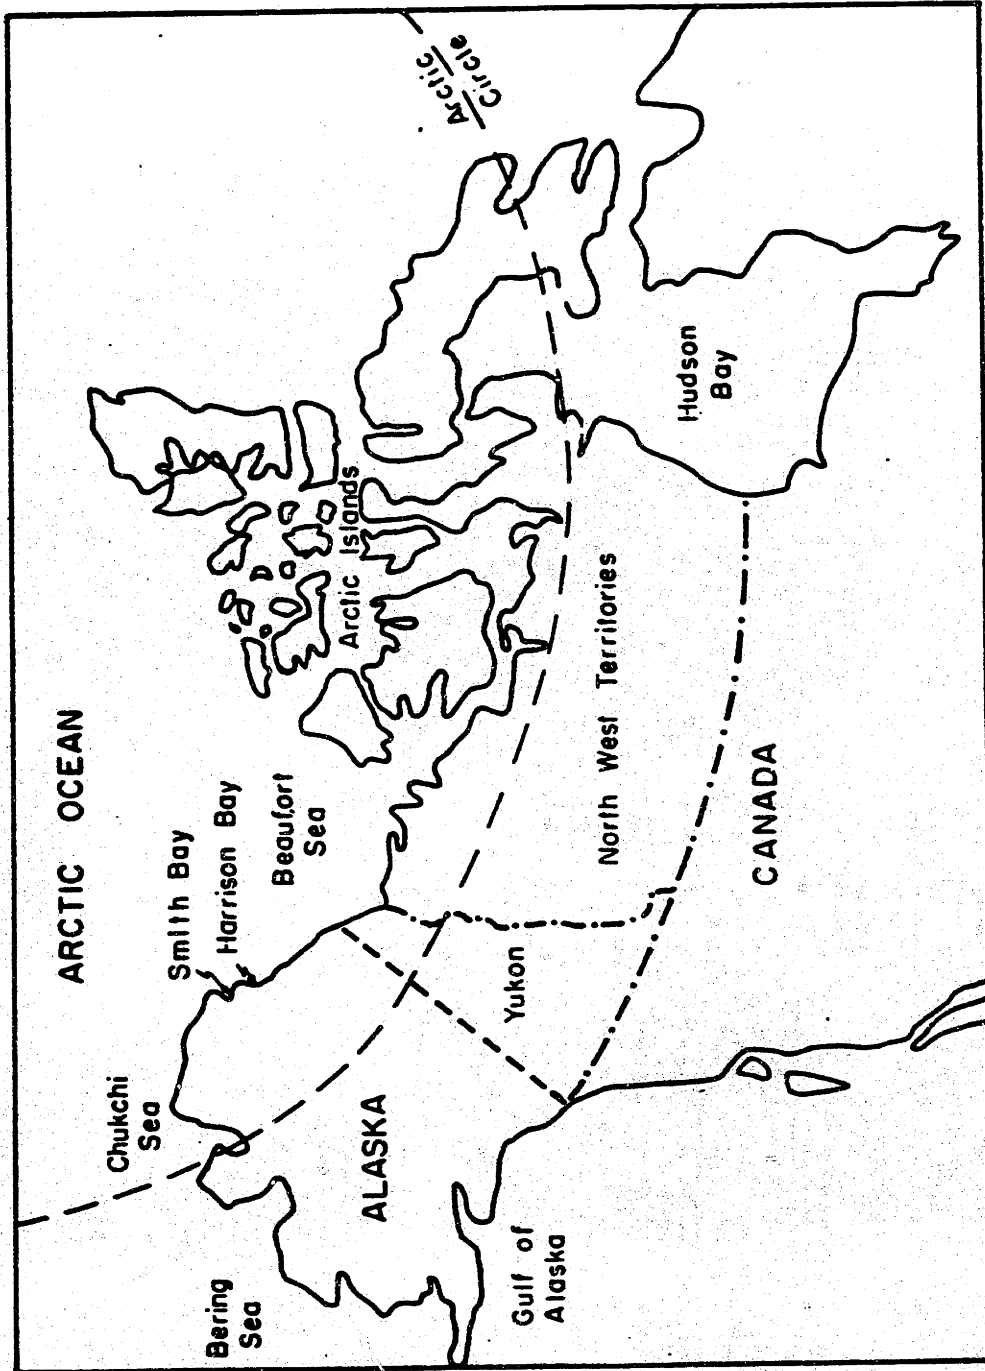 ARCTIC OCEAN
Chukchi
Sea
Smith Bay
Harrison Bay
Beaufort
Sea
Arctic Islands
Arctic
Circle
Bering
Sea
ALASKA
Yukon
North West Territories
Hudson
Bay
CANADA
Gulf of
Alaska